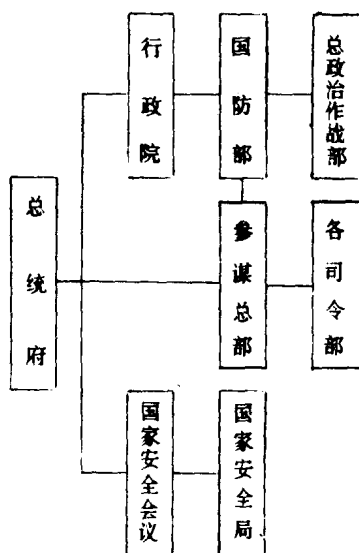 总统府
行政院
国防部
总政治作战部
参谋总部
各司令部
国家安全会议
国家安全局